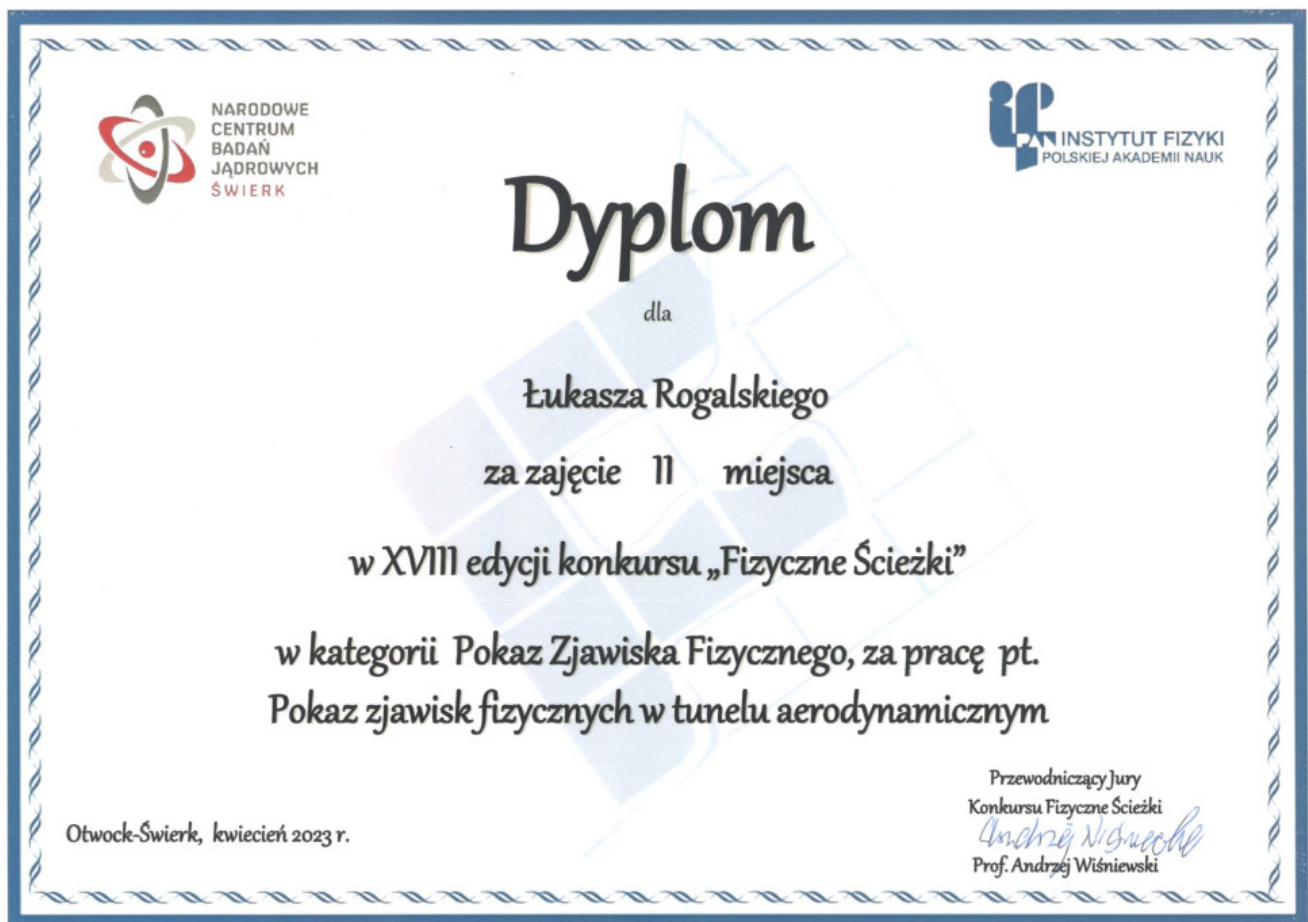 NARODOWE
CENTRUM
BADAŃ
JĄDROWYCH
ŚWIERK
PAN INSTYTUT FIZYKI
POLSKIEJ AKADEMII NAUK
Dyplom
dla
Łukasza Rogalskiego
za zajęcie II miejsca
w XVIII edycji konkursu „Fizyczne Ścieżki”
w kategorii Pokaz Zjawiska Fizycznego, za pracę pt.
Pokaz zjawisk fizycznych w tunelu aerodynamicznym
Przewodniczący Jury
Konkursu Fizyczne Ścieżki
Prof. Andrzej Wiśniewski
Otwock-Świerk, kwiecień 2023 r.